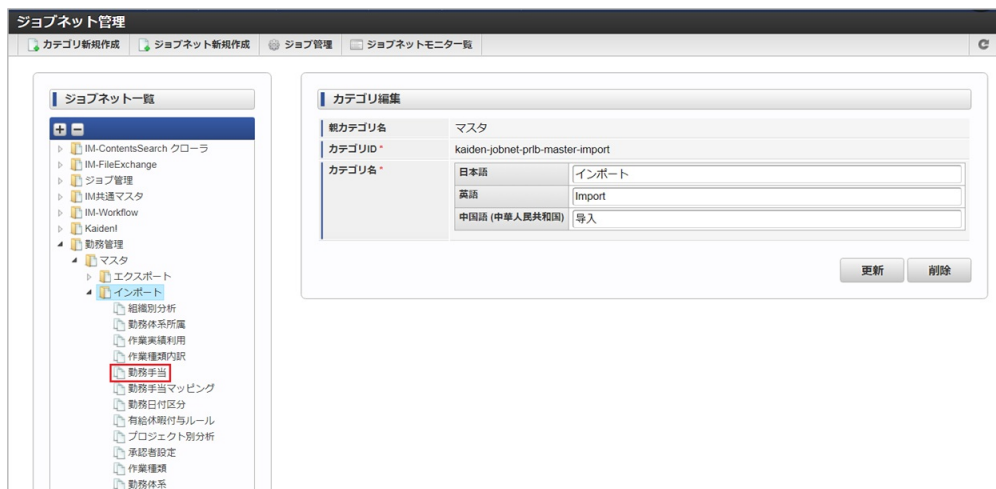 ジョブネット管理
カテゴリ新規作成 ジョブネット新規作成 ジョブ管理 ジョブネットモニタ一覧
ジョブネット一覧
IM-ContentsSearch クローラ
IM-FileExchange
ジョブ管理
IM共通マスタ
IM-Workflow
Kaiden!
勤務管理
マスタ
エクスポート
インポート
組織別分析
勤務体系所属
作業実績利用
作業種類内訳
勤務手当
勤務手当マッピング
勤務日付区分
有給休暇付与ルール
プロジェクト別分析
承認者設定
作業種類
勤務体系
カテゴリ編集
親カテゴリ名 マスタ
カテゴリID * kaiden-jobnet-prlb-master-import
カテゴリ名 *
日本語 インポート
英語 Import
中国語 (中華人民共和国) 导入
更新 削除